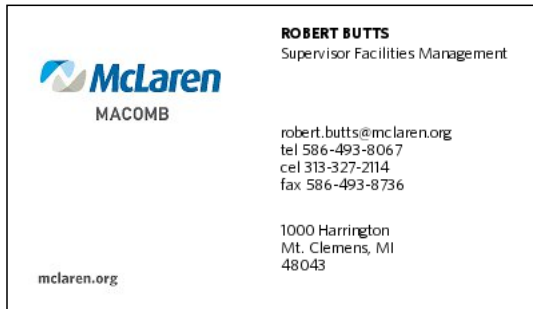 McLaren
MACOMB
mclaren.org
ROBERT BUTTS
Supervisor Facilities Management
robert.butts@mclaren.org
tel 586-493-8067
cel 313-327-2114
fax 586-493-8736
1000 Harrington
Mt. Clemens, MI
48043